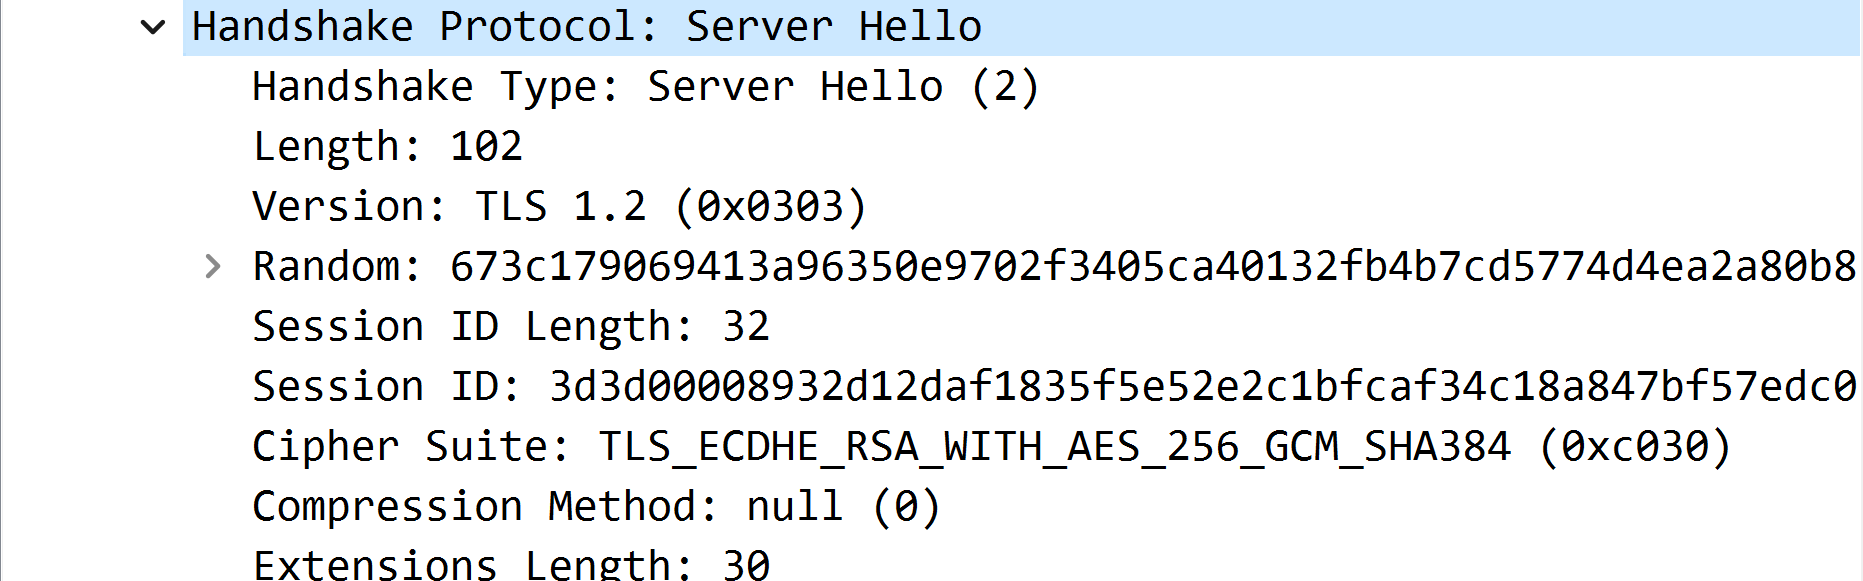 Handshake Protocol: Server Hello
Handshake Type: Server Hello (2)
Length: 102
Version: TLS 1.2 (0x0303)
Random: 673c179069413a96350e9702f3405ca40132fb4b7cd5774d4ea2a80b8
Session ID Length: 32
Session ID: 3d3d00008932d12daf1835f5e52e2c1bfcaf34c18a847bf57edc0
Cipher Suite: TLS_ECDHE_RSA_WITH_AES_256_GCM_SHA384 (0xc030)
Compression Method: null (0)
Extensions Length: 30